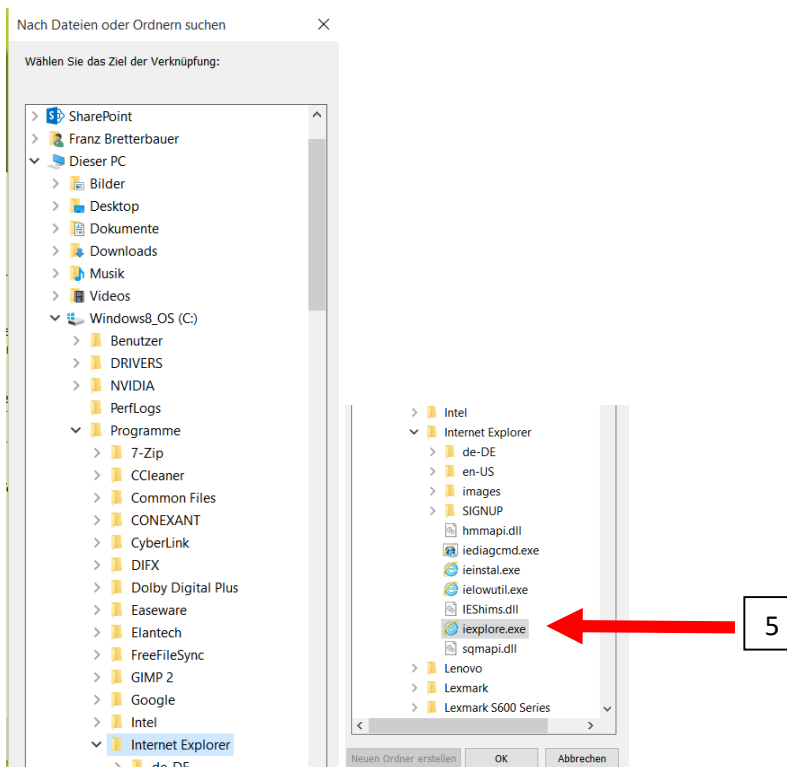 Nach Dateien oder Ordnern suchen
Wählen Sie das Ziel der Verknüpfung:
SharePoint
Franz Bretterbauer
Dieser PC
Bilder
Desktop
Dokumente
Downloads
Musik
Videos
Windows8_OS (C:)
Benutzer
DRIVERS
NVIDIA
PerfLogs
Programme
7-Zip
CCleaner
Common Files
CONEXANT
CyberLink
DIFX
Dolby Digital Plus
Easeware
Elantech
FreeFileSync
GIMP 2
Google
Intel
Internet Explorer
de-DE
Intel
Internet Explorer
de-DE
en-US
images
SIGNUP
hmmapi.dll
iediagcmd.exe
ieinstal.exe
ielowutil.exe
IEShims.dll
iexplore.exe
sqmapi.dll
Lenovo
Lexmark
Lexmark S600 Series
Neuen Ordner erstellen OK Abbrechen
5